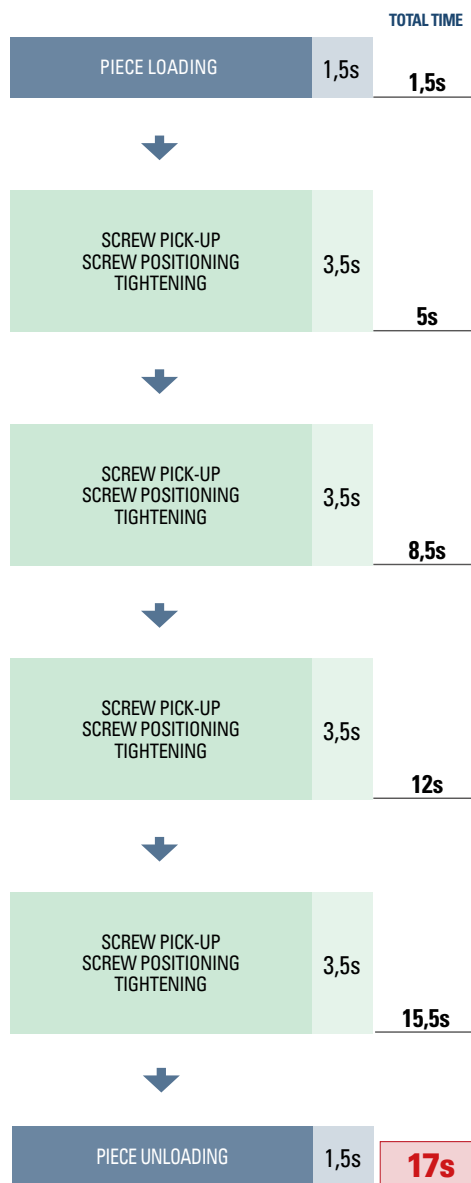 TOTAL TIME
PIECE LOADING
1,5s
1,5s
SCREW PICK-UP
SCREW POSITIONING
TIGHTENING
3,5s
5s
SCREW PICK-UP
SCREW POSITIONING
TIGHTENING
3,5s
8,5s
SCREW PICK-UP
SCREW POSITIONING
TIGHTENING
3,5s
12s
SCREW PICK-UP
SCREW POSITIONING
TIGHTENING
3,5s
15,5s
PIECE UNLOADING
1,5s
17s